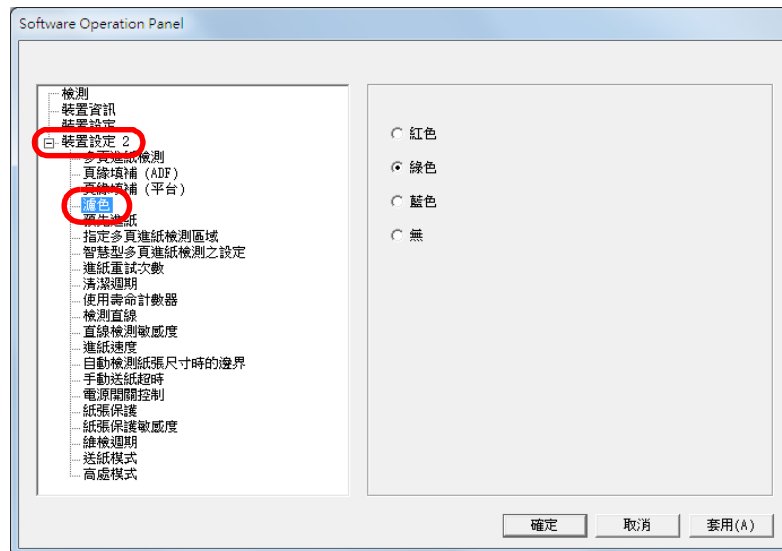 Software Operation Panel
檢測
裝置資訊
裝置設定
裝置設定 2
多頁進紙檢測
頁緣填補 (ADF)
頁緣填補 (平台)
濾色
預先進紙
指定多頁進紙檢測區域
智慧型多頁進紙檢測之設定
進紙重試次數
清潔週期
使用壽命計數器
檢測直線
直線檢測敏感度
進紙速度
自動檢測紙張尺寸時的邊界
手動送紙超時
電源開關控制
紙張保護
紙張保護敏感度
維檢週期
送紙模式
高處模式
紅色
綠色
藍色
無
確定
取消
套用(A)